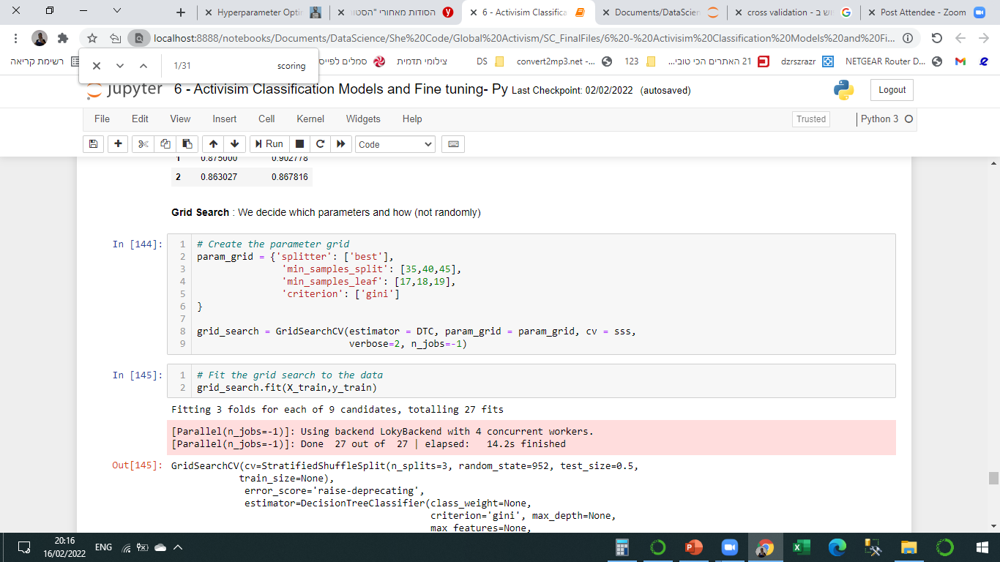 Hyperparameter Optin
הסודות מאחורי "הסטור
6 - Activisim Classifica
Documents/DataScien
cross validation - חיפוש ב
Post Attendee - Zoom
localhost:8888/notebooks/Documents/DataScience/She%20Code/Global%20Activism/SC_FinalFiles/6%20-%20Activisim%20Classification%20Models%20and%20Fi...
רשימת קריאה
סמלים לפייס
צילומי תדמית
DS
convert2mp3.net -...
123
21 האתרים הכי טובי...
dzrszrazr
NETGEAR Router D...
1/31
scoring
jupyter 6 - Activisim Classification Models and Fine tuning- Py Last Checkpoint: 02/02/2022 (autosaved)
Logout
File Edit View Insert Cell Kernel Widgets Help
Trusted
Python 3
Run
Code
1 0.875000 0.902778
2 0.863027 0.867816
Grid Search : We decide which parameters and how (not randomly)
In [144]:
1 # Create the parameter grid
2 param_grid = {'splitter': ['best'],
3 'min_samples_split': [35,40,45],
4 'min_samples_leaf': [17,18,19],
5 'criterion': ['gini']
6 }
7
8 grid_search = GridSearchCV(estimator = DTC, param_grid = param_grid, cv = sss,
9 verbose=2, n_jobs=-1)
In [145]:
1 # Fit the grid search to the data
2 grid_search.fit(X_train,y_train)
Fitting 3 folds for each of 9 candidates, totalling 27 fits
[Parallel(n_jobs=-1)]: Using backend LokyBackend with 4 concurrent workers.
[Parallel(n_jobs=-1)]: Done 27 out of 27 | elapsed: 14.2s finished
Out[145]: GridSearchCV(cv=StratifiedShuffleSplit(n_splits=3, random_state=952, test_size=0.5,
train_size=None),
error_score='raise-deprecating',
estimator=DecisionTreeClassifier(class_weight=None,
criterion='gini', max_depth=None,
max_features=None,
20:16
16/02/2022
ENG